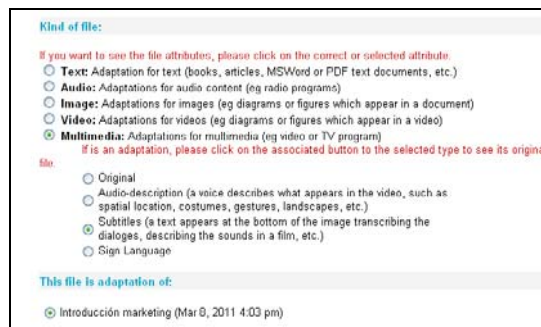 Kind of file:
If you want to see the file attributes, please click on the correct or selected attribute.
Text: Adaptation for text (books, articles, MSWord or PDF text documents, etc.)
Audio: Adaptations for audio content (eg radio programs)
Image: Adaptations for images (eg diagrams or figures which appear in a document)
Video: Adaptations for videos (eg diagrams or figures which appear in a video)
Multimedia: Adaptations for multimedia (eg video or TV program)
If is an adaptation, please click on the associated button to the selected type to see its origina
file.
Original
Audio-description (a voice describes what appears in the video, such as
spatial location, costumes, gestures, landscapes, etc.)
Subtitles (a text appears at the bottom of the image transcribing the
dialoges, describing the sounds in a film, etc.)
Sign Language
This file is adaptation of:
Introducción marketing (Mar 8, 2011 4:03 pm)